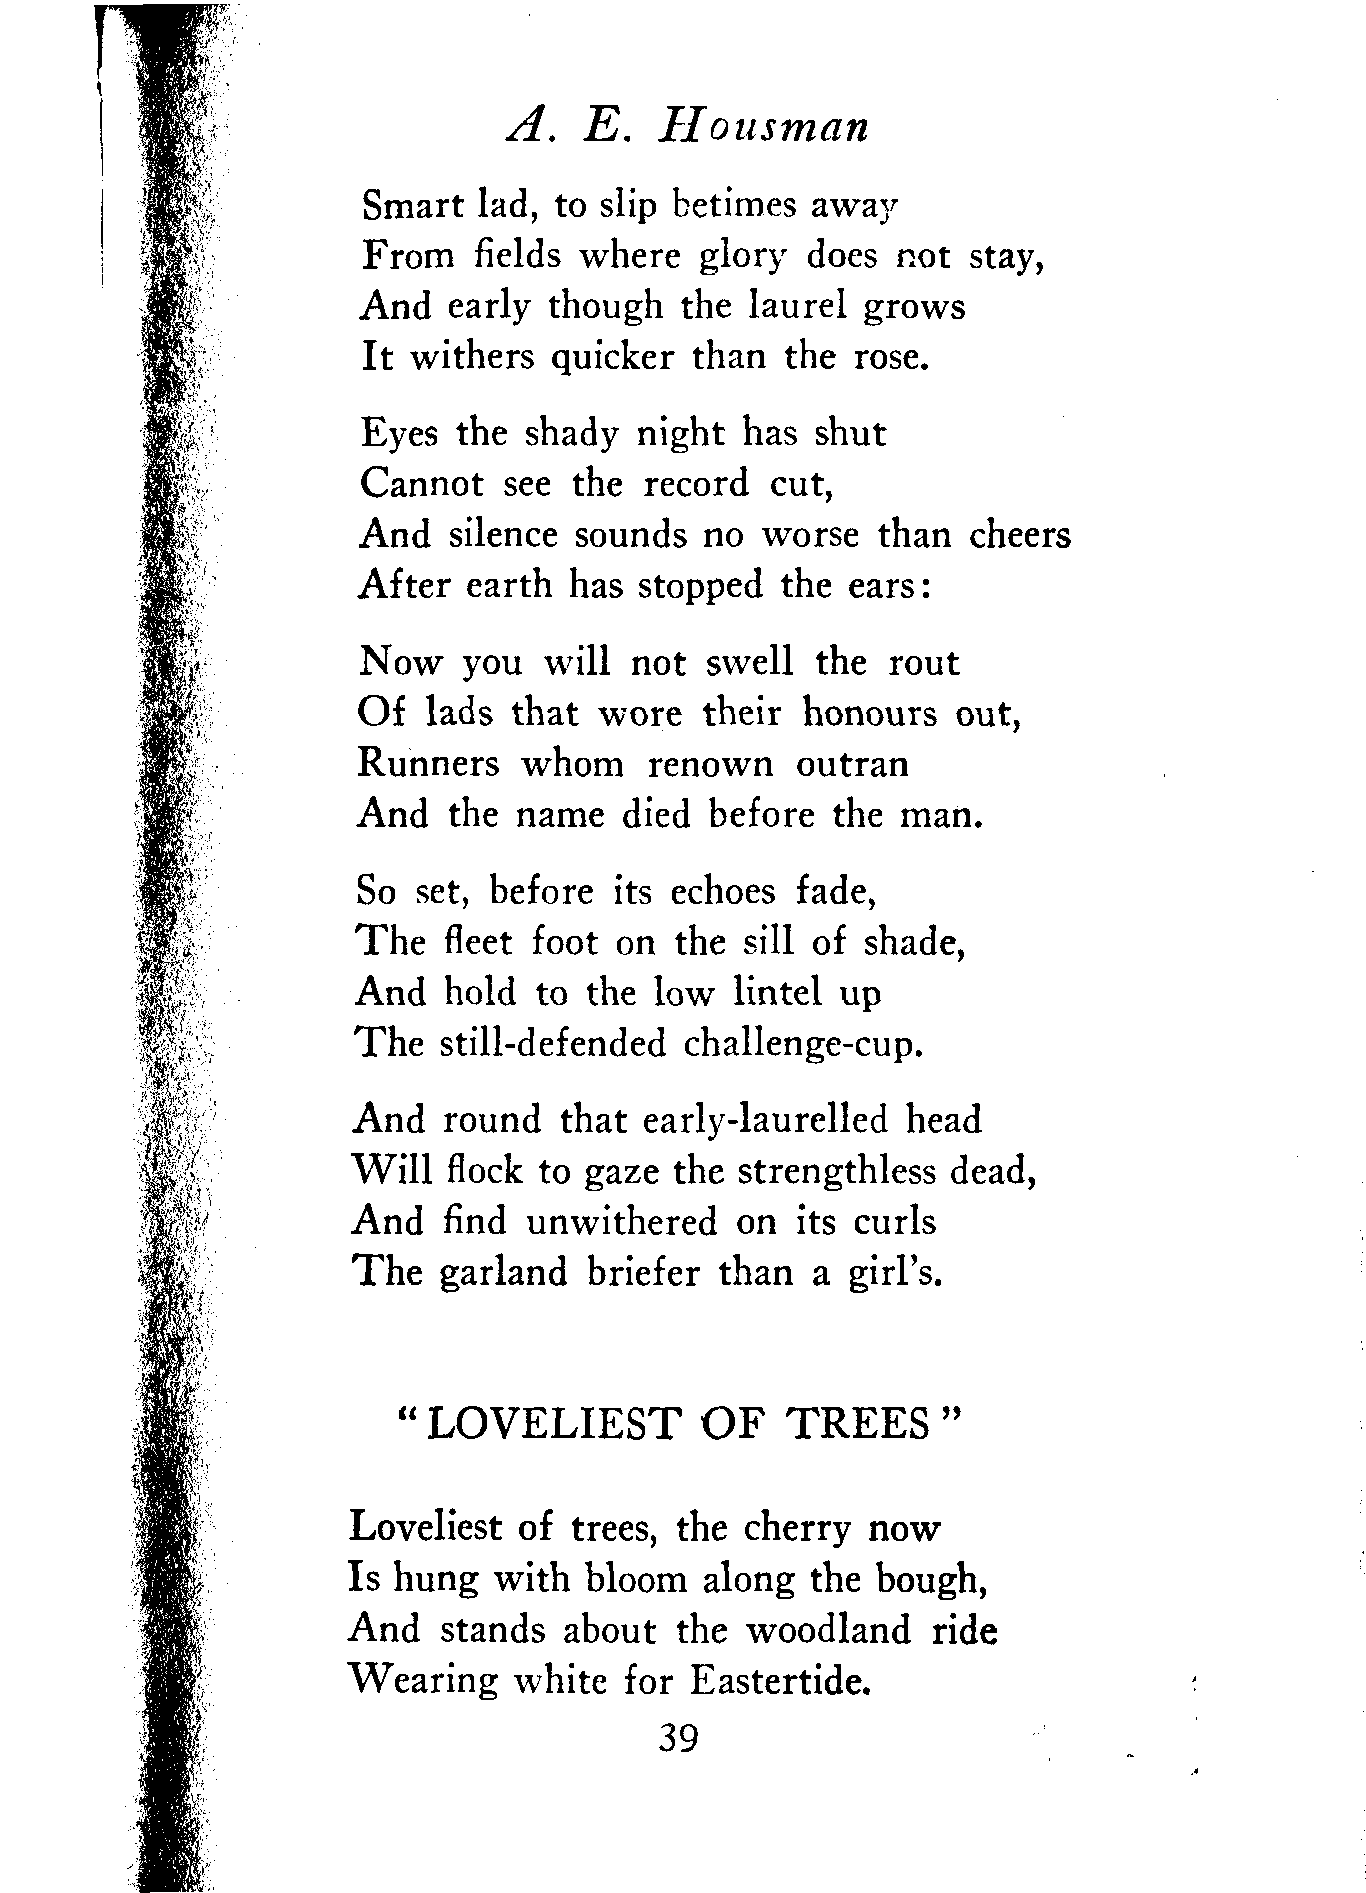 A. E. Housman
Smart lad, to slip betimes away
From fields where glory does not stay,
And early though the laurel grows
It withers quicker than the rose.
Eyes the shady night has shut
Cannot see the record cut,
And silence sounds no worse than cheers
After earth has stopped the ears:
Now you will not swell the rout
Of lads that wore their honours out,
Runners whom renown outran
And the name died before the man.
So set, before its echoes fade,
The fleet foot on the sill of shade,
And hold to the low lintel up
The still-defended challenge-cup.
And round that early-laurelled head
Will flock to gaze the strengthless dead,
And find unwithered on its curls
The garland briefer than a girl's.
“ LOVELIEST OF TREES ”
Loveliest of trees, the cherry now
Is hung with bloom along the bough,
And stands about the woodland ride
Wearing white for Eastertide.
39